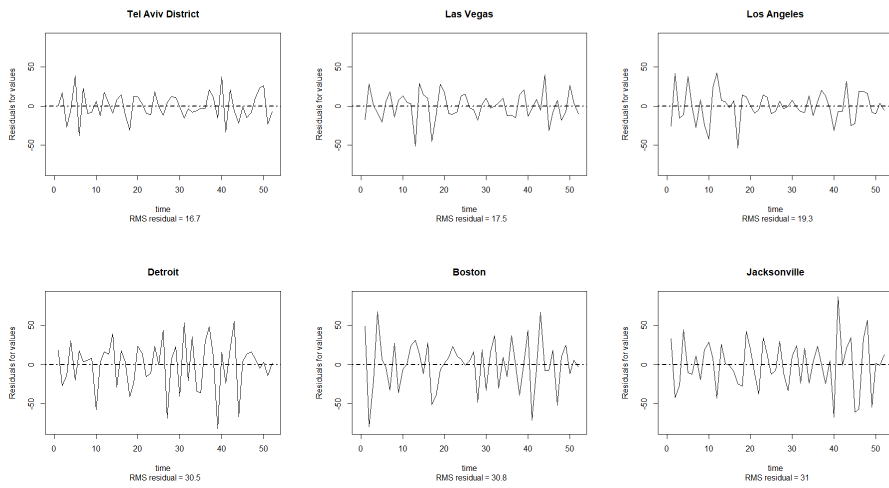 Tel Aviv District
Residuals for values
50
0
-50
0 10 20 30 40 50
time
RMS residual = 16.7
Las Vegas
Residuals for values
50
0
-50
0 10 20 30 40 50
time
RMS residual = 17.5
Los Angeles
Residuals for values
50
0
-50
0 10 20 30 40 50
time
RMS residual = 19.3
Detroit
Residuals for values
50
0
-50
0 10 20 30 40 50
time
RMS residual = 30.5
Boston
Residuals for values
50
0
-50
0 10 20 30 40 50
time
RMS residual = 30.8
Jacksonville
Residuals for values
50
0
-50
0 10 20 30 40 50
time
RMS residual = 31